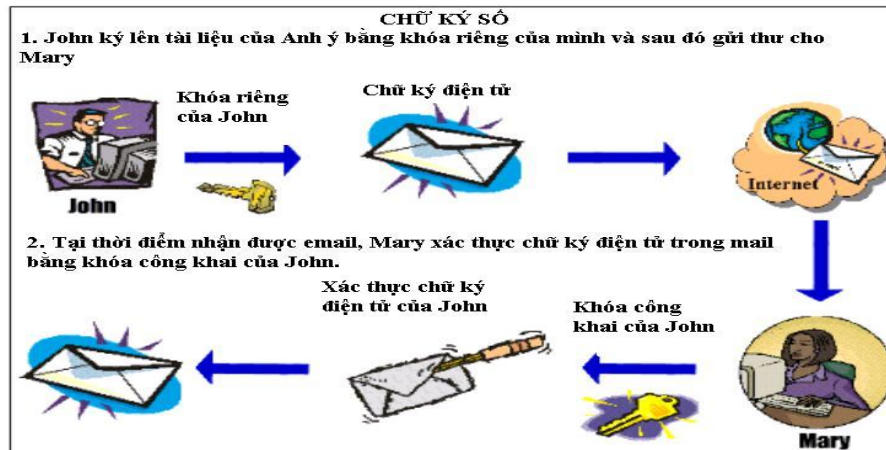 CHỮ KÝ SỐ
1. John ký lên tài liệu của Anh ý bằng khóa riêng của mình và sau đó gửi thư cho
Mary
Khóa riêng
của John
Chữ ký điện tử
John
Internet
2. Tại thời điểm nhận được email, Mary xác thực chữ ký điện tử trong mail
bằng khóa công khai của John.
Xác thực chữ ký
điện tử của John
Khóa công
khai của John
Mary